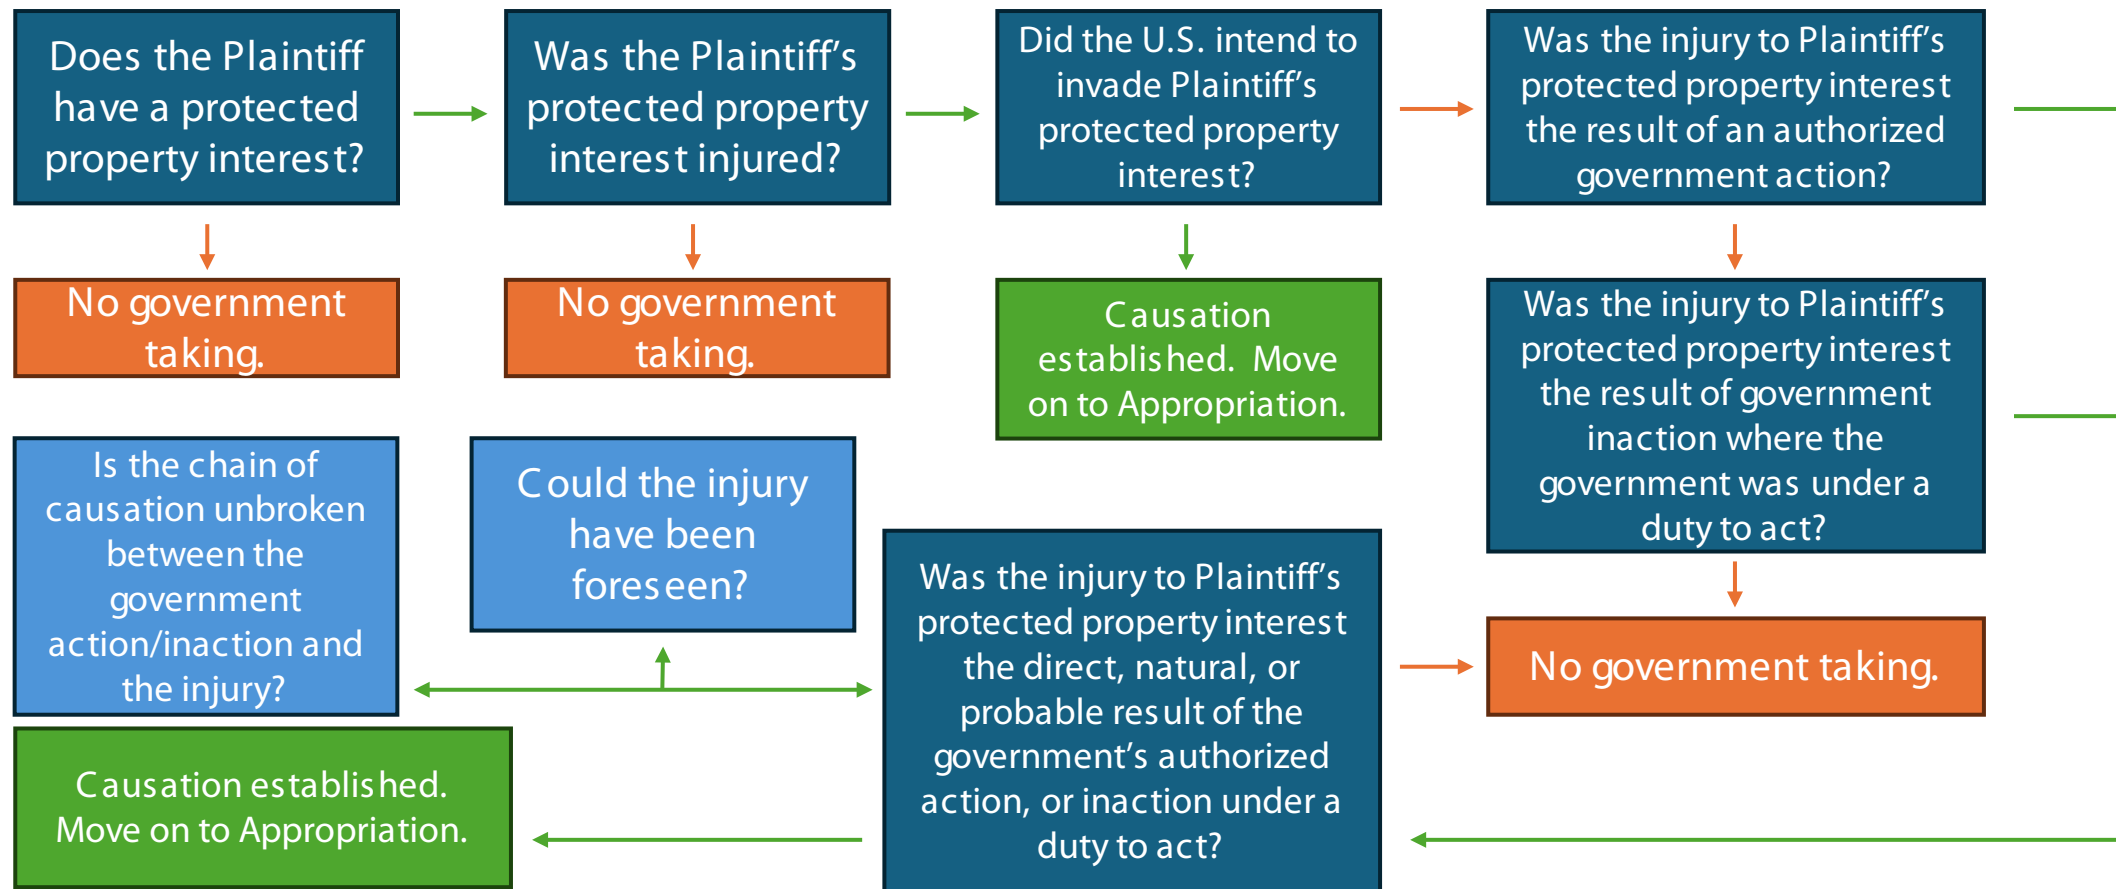 Does the Plaintiff
have a protected
property interest?
Was the Plaintiff’s
protected property
interest injured?
Did the U.S. intend to
invade Plaintiff’s
protected property
interest?
Was the injury to Plaintiff’s
protected property interest
the result of an authorized
government action?
No government
taking.
No government
taking.
Causation
established. Move
on to Appropriation.
Was the injury to Plaintiff’s
protected property interest
the result of government
inaction where the
government was under a
duty to act?
Is the chain of
causation unbroken
between the
government
action/inaction and
the injury?
Could the injury
have been
foreseen?
Was the injury to Plaintiff’s
protected property interest
the direct, natural, or
probable result of the
government’s authorized
action, or inaction under a
duty to act?
No government taking.
Causation established.
Move on to Appropriation.